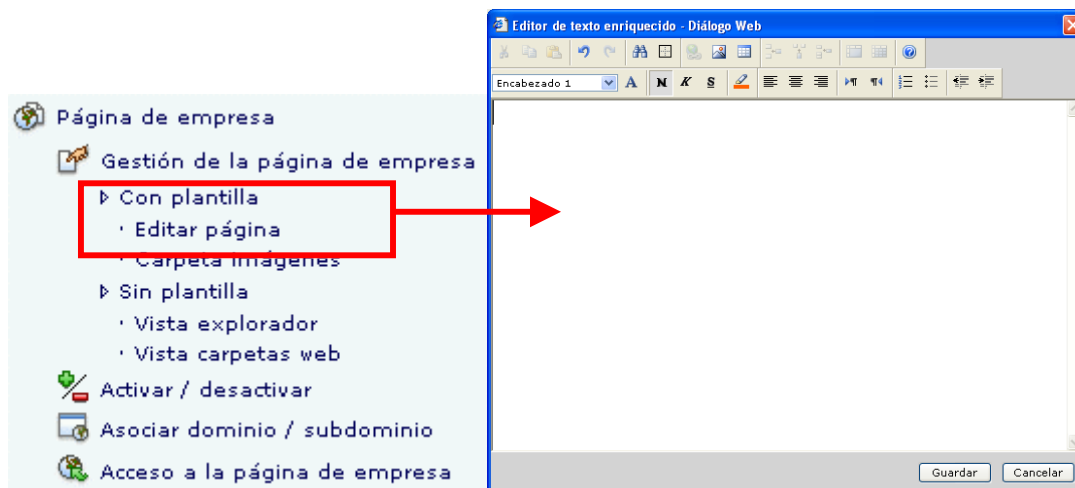 Página de empresa
Gestión de la página de empresa
Con plantilla
Editar página
Carpeta imágenes
Sin plantilla
Vista explorador
Vista carpetas web
Activar / desactivar
Asociar dominio / subdominio
Acceso a la página de empresa
Editor de texto enriquecido - Diálogo Web
Encabezado 1 A N K S
Guardar Cancelar